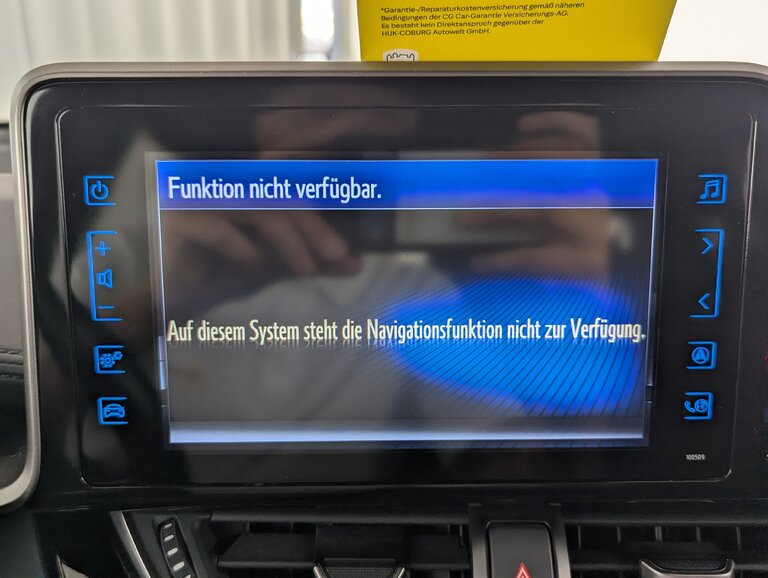 *Garantie-/Reparaturkostenversicherung gemäß näheren
Bedingungen der CG Car-Garantie Versicherungs-AG.
Es besteht kein Direktanspruch gegenüber der
HUK-COBURG Autowelt GmbH.
Funktion nicht verfügbar.
Auf diesem System steht die Navigationsfunktion nicht zur Verfügung.
100509